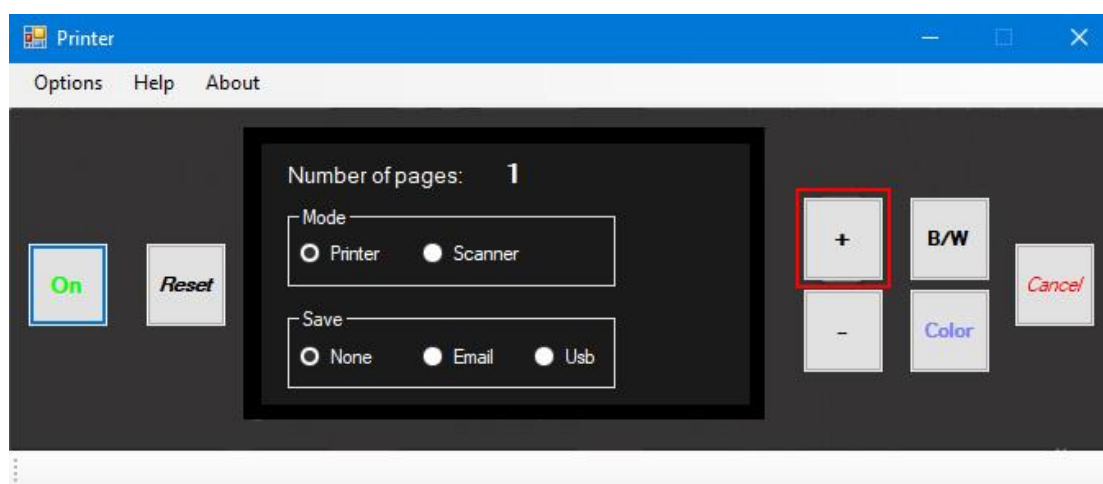 Printer
Options Help About
Number of pages: 1
Mode
Printer Scanner
Save
None Email Usb
On
Reset
+
B/W
-
Color
Cancel